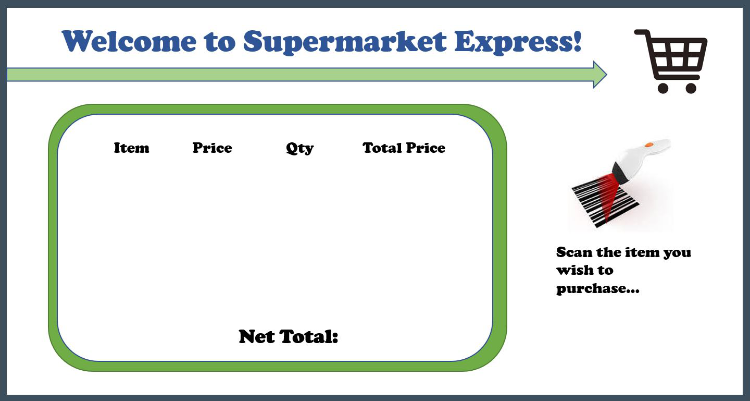 Welcome to Supermarket Express!
Item Price Qty Total Price
Scan the item you
wish to
purchase...
Net Total: